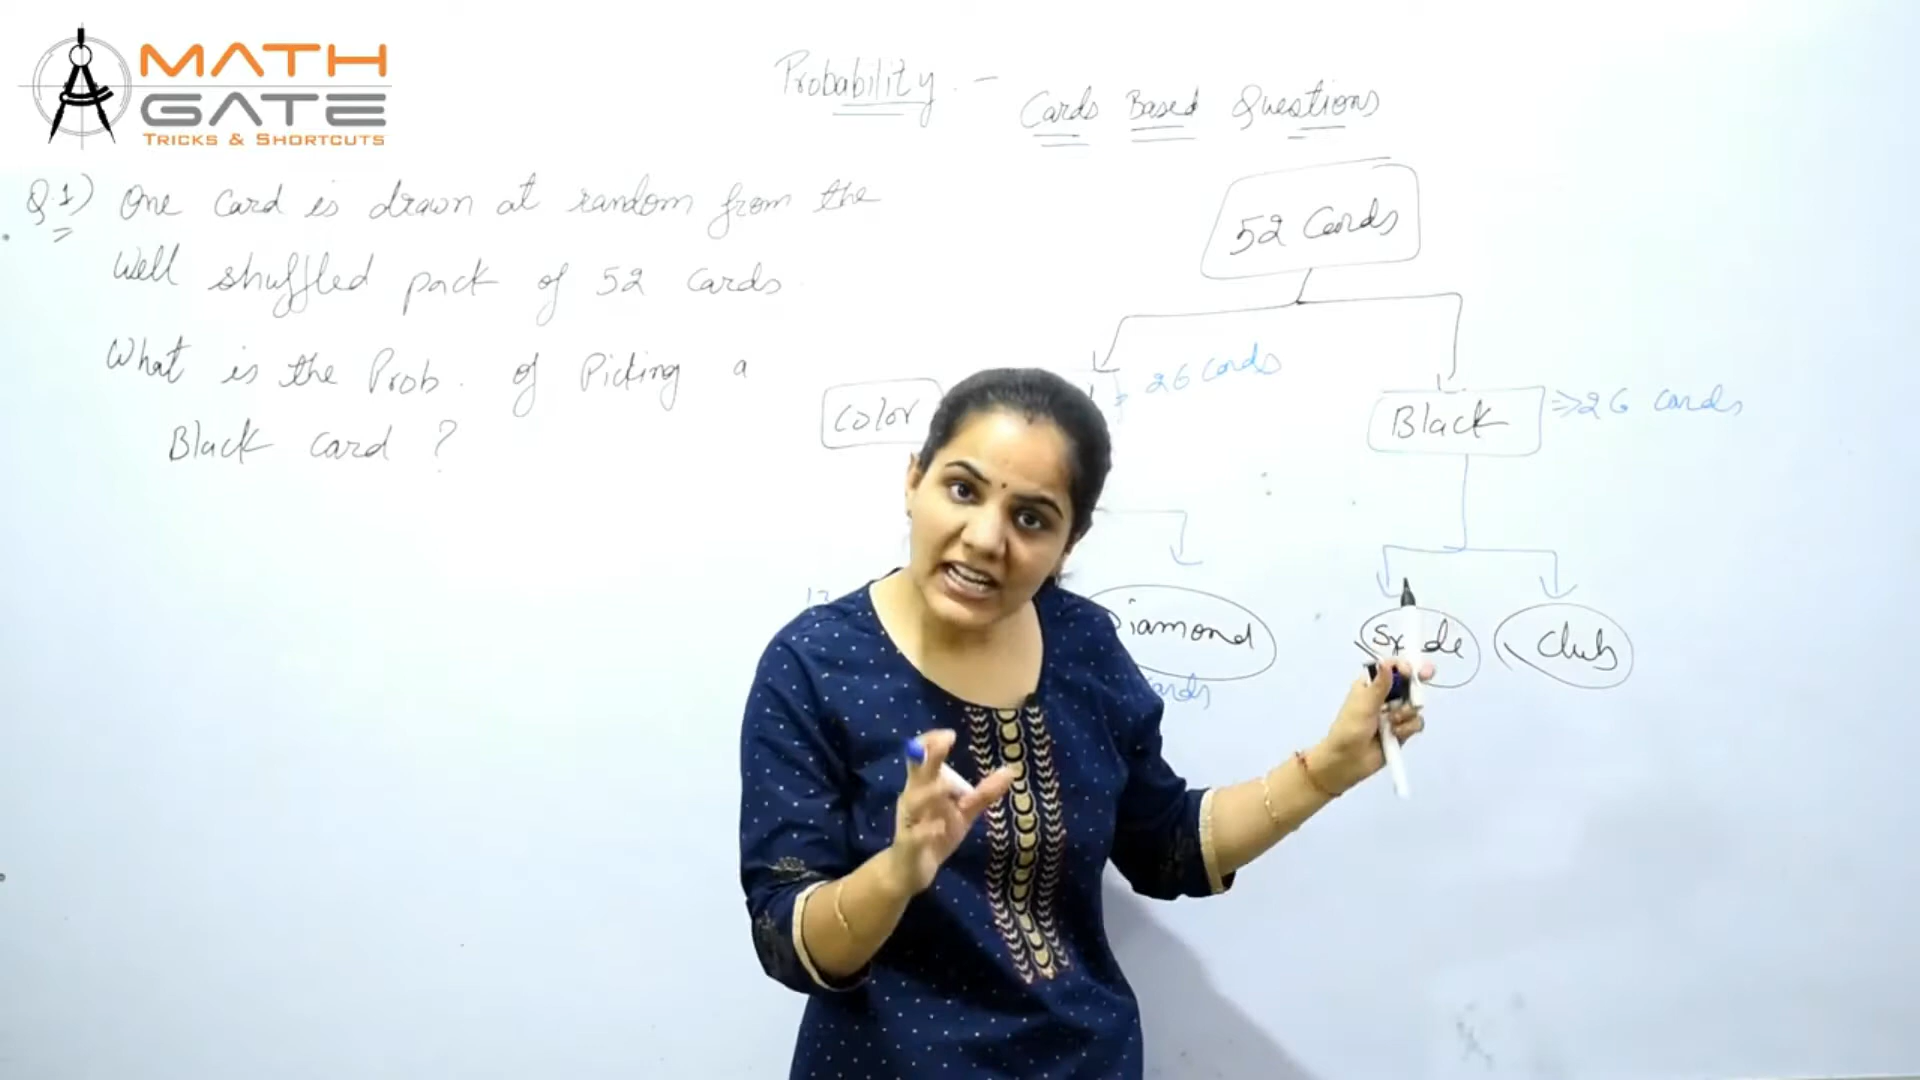 MATH
GATE
TRICKS & SHORTCUTS
Probability. -
Cards Based Questions
Q.1) One Card is drawn at random from the
Well shuffled pack of 52 cards.
What is the Prob. of Picking a
Black card ?
52 Cards
26 cards
Color
Black
=>26 cards
iamond
ards
Club